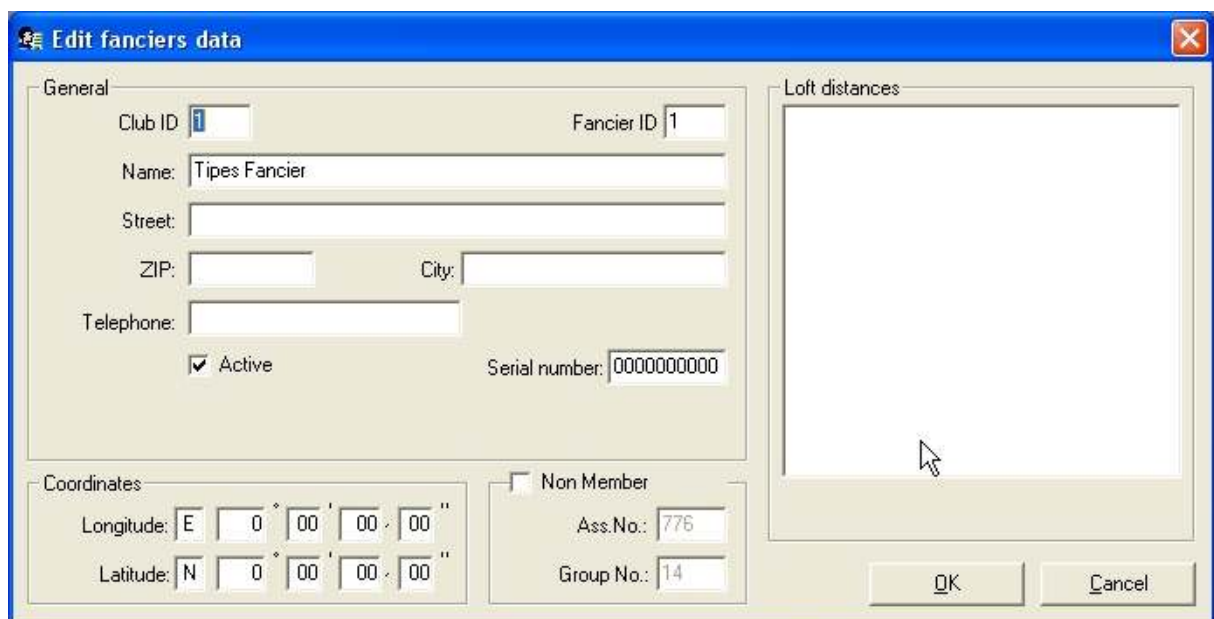 Edit fanciers data
General
Loft distances
Club ID 1
Fancier ID 1
Name: Tipes Fancier
Street:
ZIP:
City:
Telephone:
Active
Serial number: 0000000000
Coordinates
Longitude: E 0 ° 00 ' 00 , 00 "
Latitude: N 0 ° 00 ' 00 , 00 "
Non Member
Ass.No.: 776
Group No.: 14
OK
Cancel